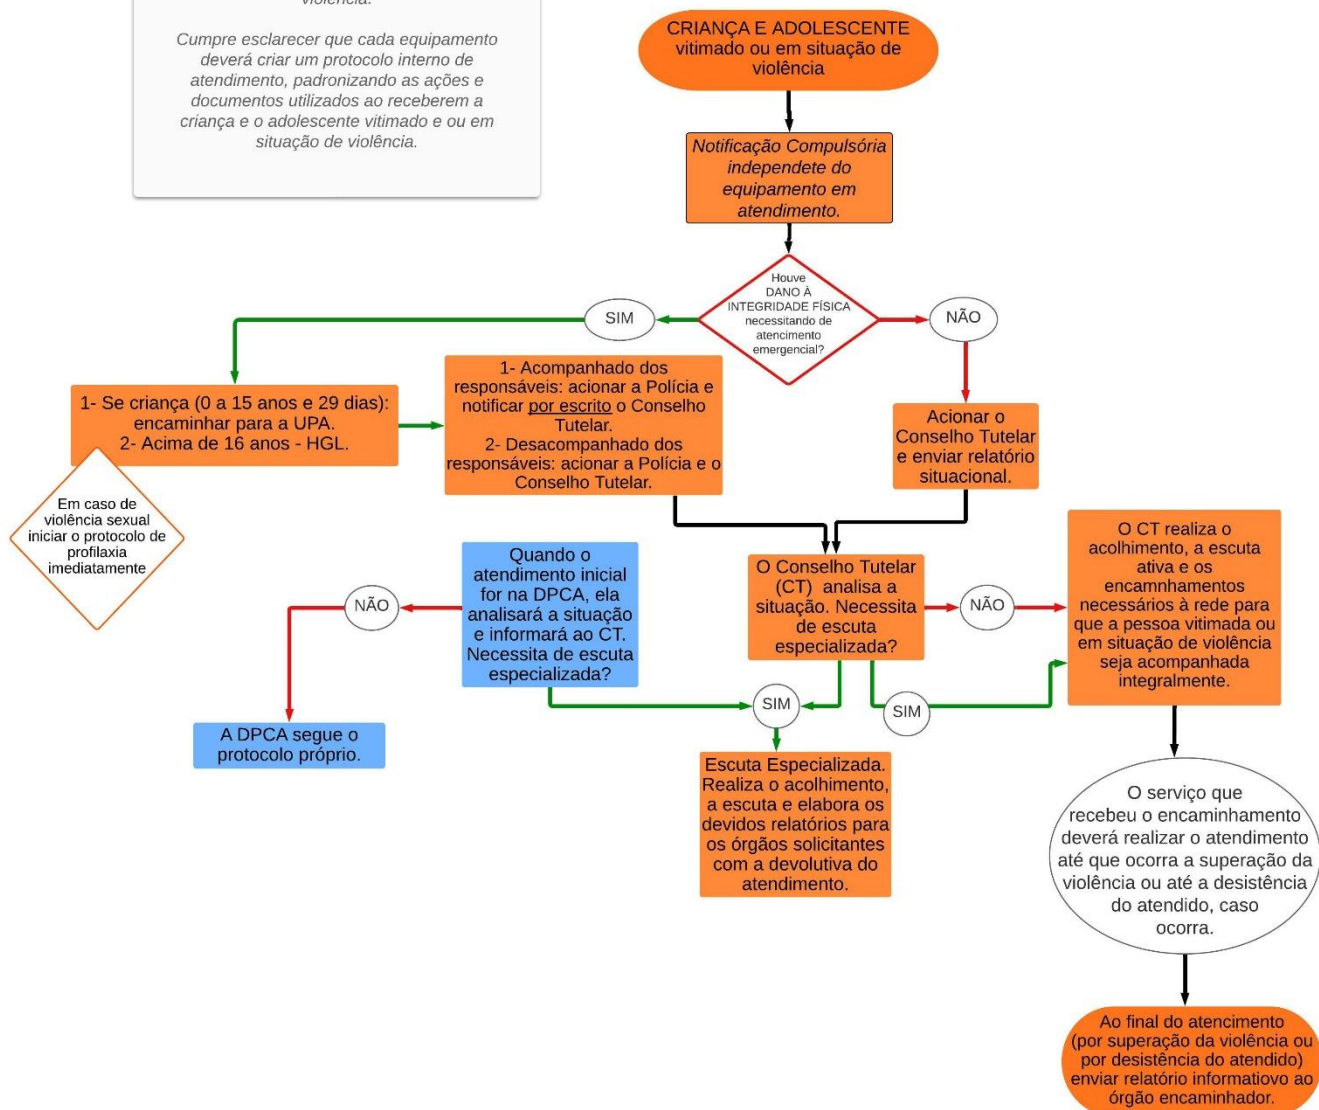 violência.
Cumpre esclarecer que cada equipamento
deverá criar um protocolo interno de
atendimento, padronizando as ações e
documentos utilizados ao receberem a
criança e o adolescente vitimado e ou em
situação de violência.
CRIANÇA E ADOLESCENTE
vitimado ou em situação de
violência
Notificação Compulsória
independete do
equipamento em
atendimento.
Houve
DANO À
INTEGRIDADE FÍSICA
necessitando de
atencimento
emergencial?
SIM
NÃO
1- Se criança (0 a 15 anos e 29 dias):
encaminhar para a UPA.
2- Acima de 16 anos - HGL.
Em caso de
violência sexual
iniciar o protocolo de
profilaxia
imediatamente
1- Acompanhado dos
responsáveis: acionar a Polícia e
notificar por escrito o Conselho
Tutelar.
2- Desacompanhado dos
responsáveis: acionar a Polícia e o
Conselho Tutelar.
Acionar o
Conselho Tutelar
e enviar relatório
situacional.
Quando o
atendimento inicial
for na DPCA, ela
analisará a situação
e informará ao CT.
Necessita de escuta
especializada?
NÃO
A DPCA segue o
protocolo próprio.
O Conselho Tutelar
(CT) analisa a
situação. Necessita
de escuta
especializada?
NÃO
SIM
SIM
Escuta Especializada.
Realiza o acolhimento,
a escuta e elabora os
devidos relatórios para
os órgãos solicitantes
com a devolutiva do
atendimento.
O CT realiza o
acolhimento, a escuta
ativa e os
encamnhamentos
necessários à rede para
que a pessoa vitimada ou
em situação de violência
seja acompanhada
integralmente.
O serviço que
recebeu o encaminhamento
deverá realizar o atendimento
até que ocorra a superação da
violência ou até a desistência
do atendido, caso
ocorra.
Ao final do atencimento
(por superação da violência ou
por desistência do atendido)
enviar relatório informatiovo ao
órgão encaminhador.